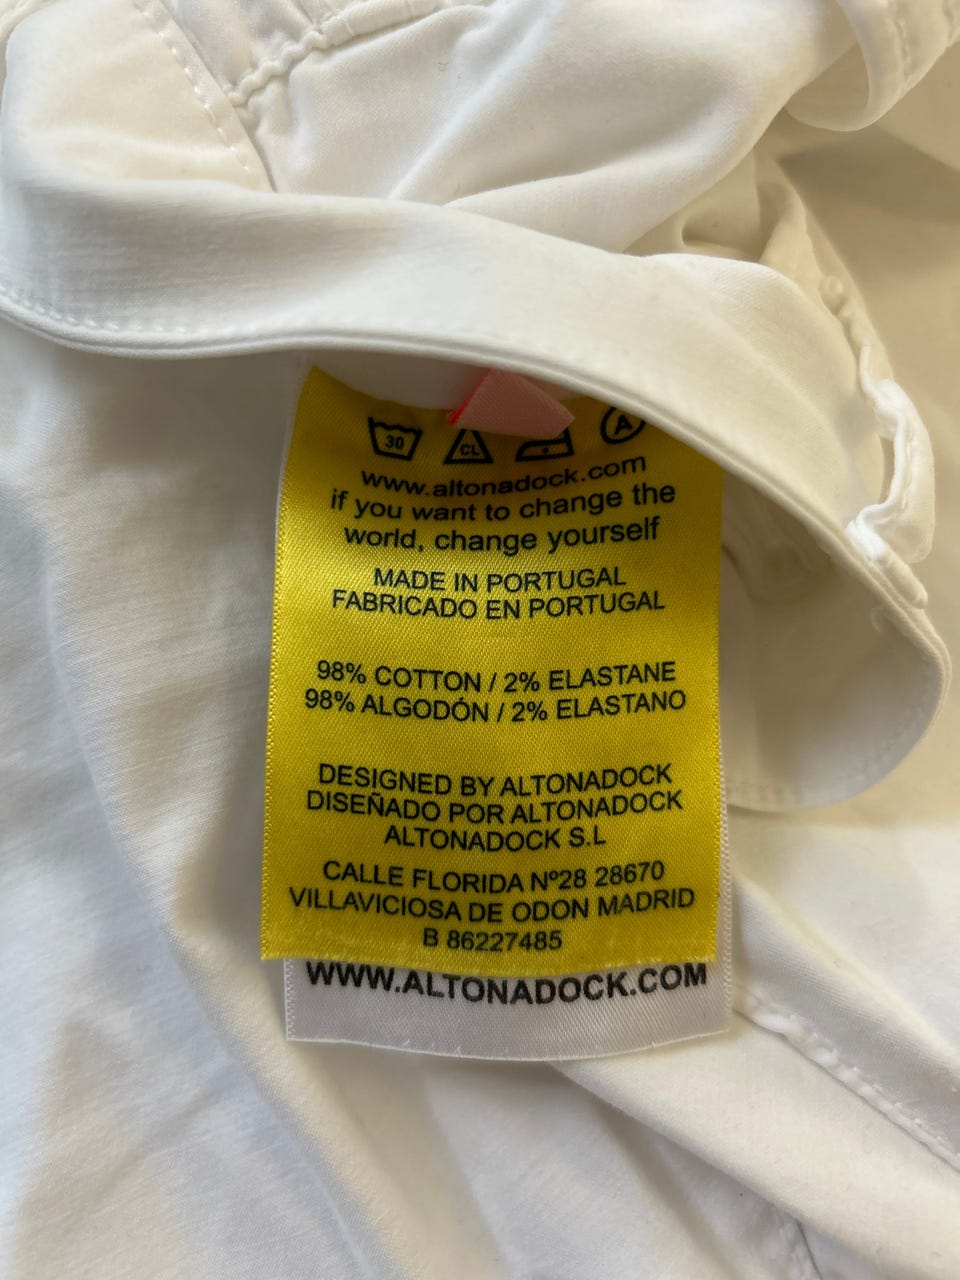 30 CL A
www.altonadock.com
if you want to change the
world, change yourself
MADE IN PORTUGAL
FABRICADO EN PORTUGAL
98% COTTON / 2% ELASTANE
98% ALGODÓN / 2% ELASTANO
DESIGNED BY ALTONADOCK
DISEÑADO POR ALTONADOCK
ALTONADOCK S.L
CALLE FLORIDA Nº28 28670
VILLAVICIOSA DE ODON MADRID
B 86227485
WWW.ALTONADOCK.COM